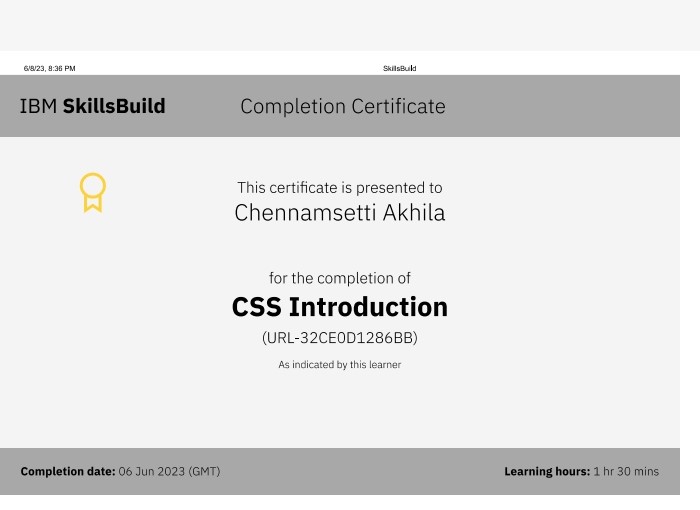 6/8/23, 8:36 PM SkillsBuild
IBM SkillsBuild Completion Certificate
This certificate is presented to
Chennamsetti Akhila
for the completion of
CSS Introduction
(URL-32CE0D1286BB)
As indicated by this learner
Completion date: 06 Jun 2023 (GMT) Learning hours: 1 hr 30 mins